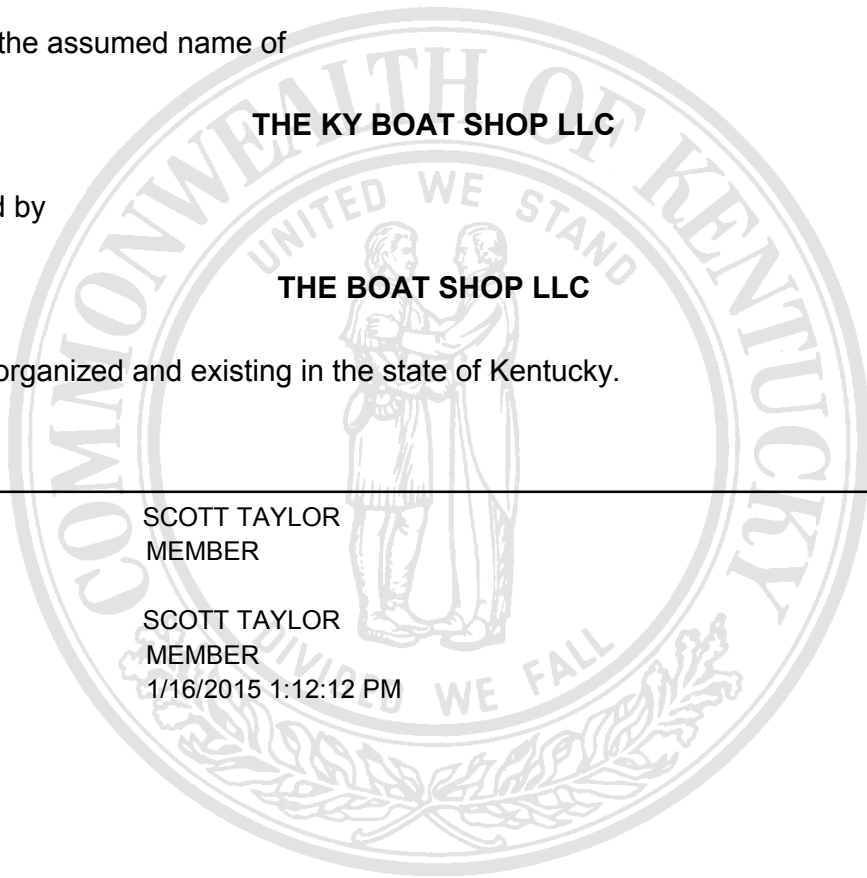 the assumed name of
THE KY BOAT SHOP LLC
d by
THE BOAT SHOP LLC
organized and existing in the state of Kentucky.
SCOTT TAYLOR
MEMBER
SCOTT TAYLOR
MEMBER
1/16/2015 1:12:12 PM
COMMONWEALTH OF KENTUCKY
UNITED WE STAND
DIVIDED WE FALL